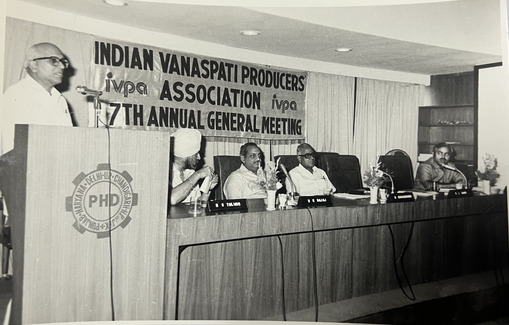 INDIAN VANASPATI PRODUCERS'
ivpa ASSOCIATION ivpa
7TH ANNUAL GENERAL MEETING
PHD